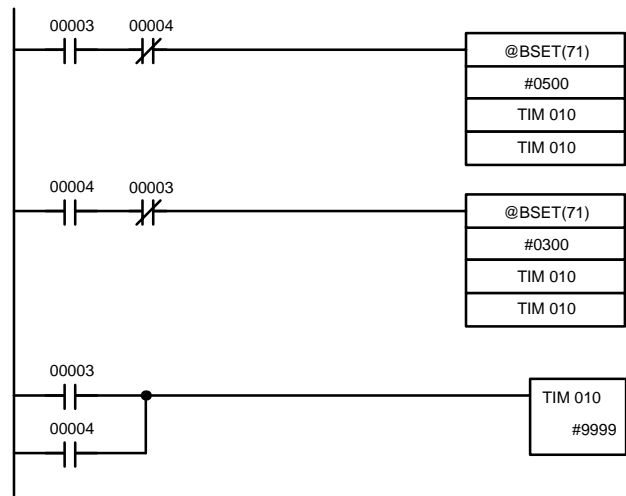 00003 00004
@BSET(71)
#0500
TIM 010
TIM 010
00004 00003
@BSET(71)
#0300
TIM 010
TIM 010
00003
TIM 010
00004
#9999